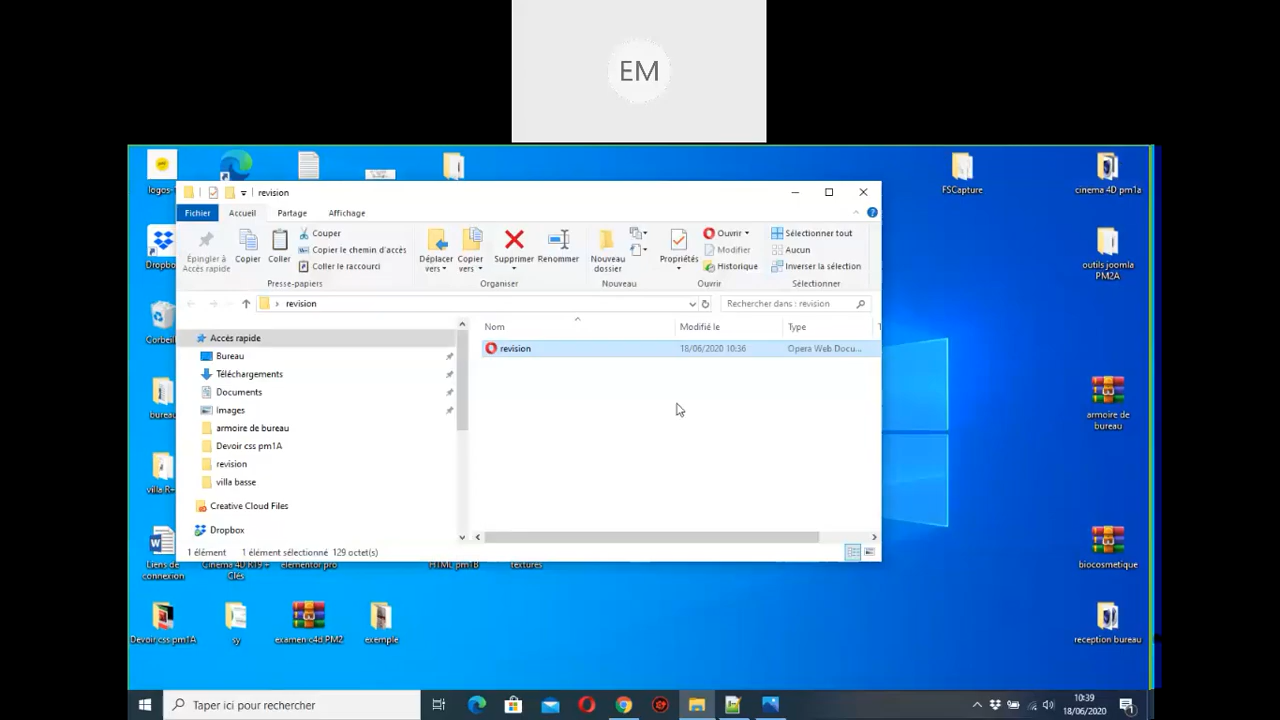 EM
logos-
revision
Fichier
Accueil
Partage
Affichage
Épingler à
Accès rapide
Copier
Coller
Couper
Copier le chemin d'accès
Coller le raccourci
Presse-papiers
Déplacer
vers
Copier
vers
Supprimer
Renommer
Organiser
Nouveau
dossier
Nouveau
Propriétés
Ouvrir
Modifier
Historique
Ouvrir
Sélectionner tout
Aucun
Inverser la sélection
Sélectionner
revision
Rechercher dans : revision
Accès rapide
Bureau
Téléchargements
Documents
Images
armoire de bureau
Devoir css pm1A
revision
villa basse
Creative Cloud Files
Dropbox
Nom
Modifié le
Type
revision
18/06/2020 10:36
Opera Web Docu...
1 élément
1 élément sélectionné 129 octet(s)
FSCapture
cinema 4D pm1a
outils joomla
PM2A
armoire de
bureau
biocosmetique
reception bureau
Dropbo
Corbeil
bureau
villa R+
Liens de
connexion
Cinema 4D R19 +
Clés
elementor pro
HTML pm1B
textures
Devoir css pm1A
sy
examen c4d PM2
exemple
Taper ici pour rechercher
10:39
18/06/2020